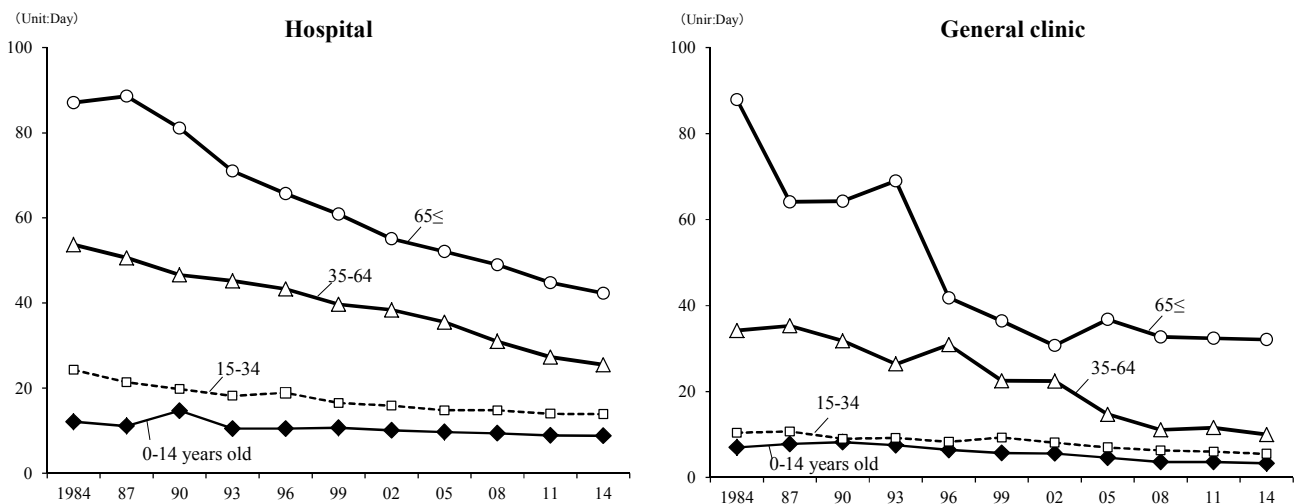 （Unit:Day）
Hospital
100
80
60
40
20
0
65≤
35-64
15-34
0-14 years old
1984 87 90 93 96 99 02 05 08 11 14
（Unir:Day）
General clinic
100
80
60
40
20
0
65≤
35-64
15-34
0-14 years old
1984 87 90 93 96 99 02 05 08 11 14